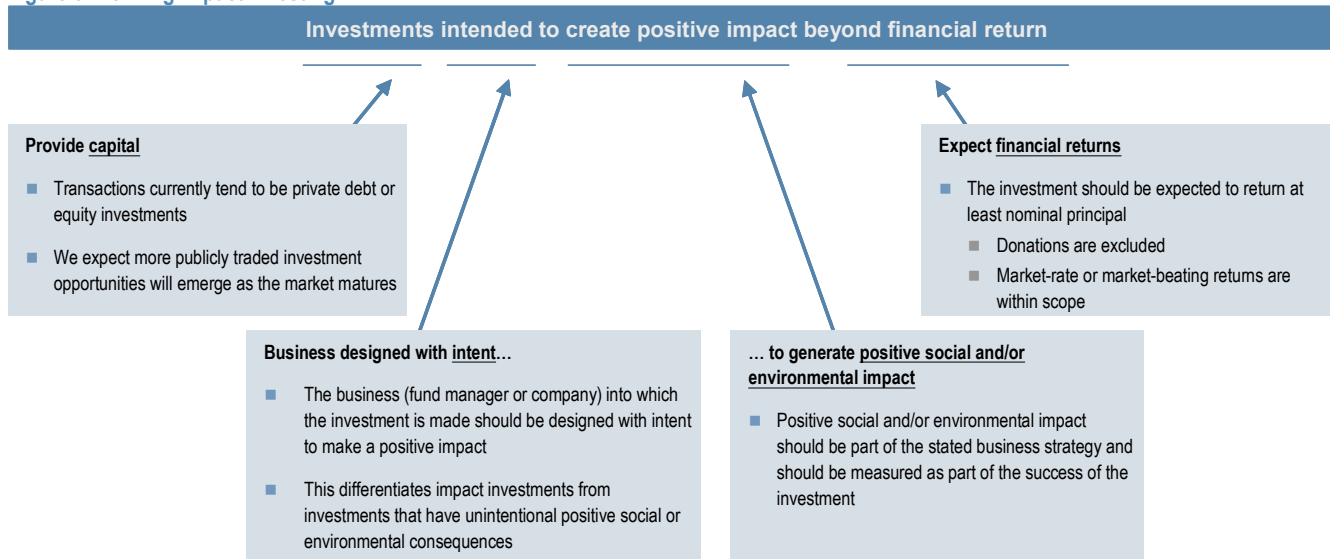 Investments intended to create positive impact beyond financial return
Provide capital
■ Transactions currently tend to be private debt or
equity investments
■ We expect more publicly traded investment
opportunities will emerge as the market matures
Expect financial returns
■ The investment should be expected to return at
least nominal principal
■ Donations are excluded
■ Market-rate or market-beating returns are
within scope
Business designed with intent…
■ The business (fund manager or company) into which
the investment is made should be designed with intent
to make a positive impact
■ This differentiates impact investments from
investments that have unintentional positive social or
environmental consequences
… to generate positive social and/or
environmental impact
■ Positive social and/or environmental impact
should be part of the stated business strategy and
should be measured as part of the success of the
investment